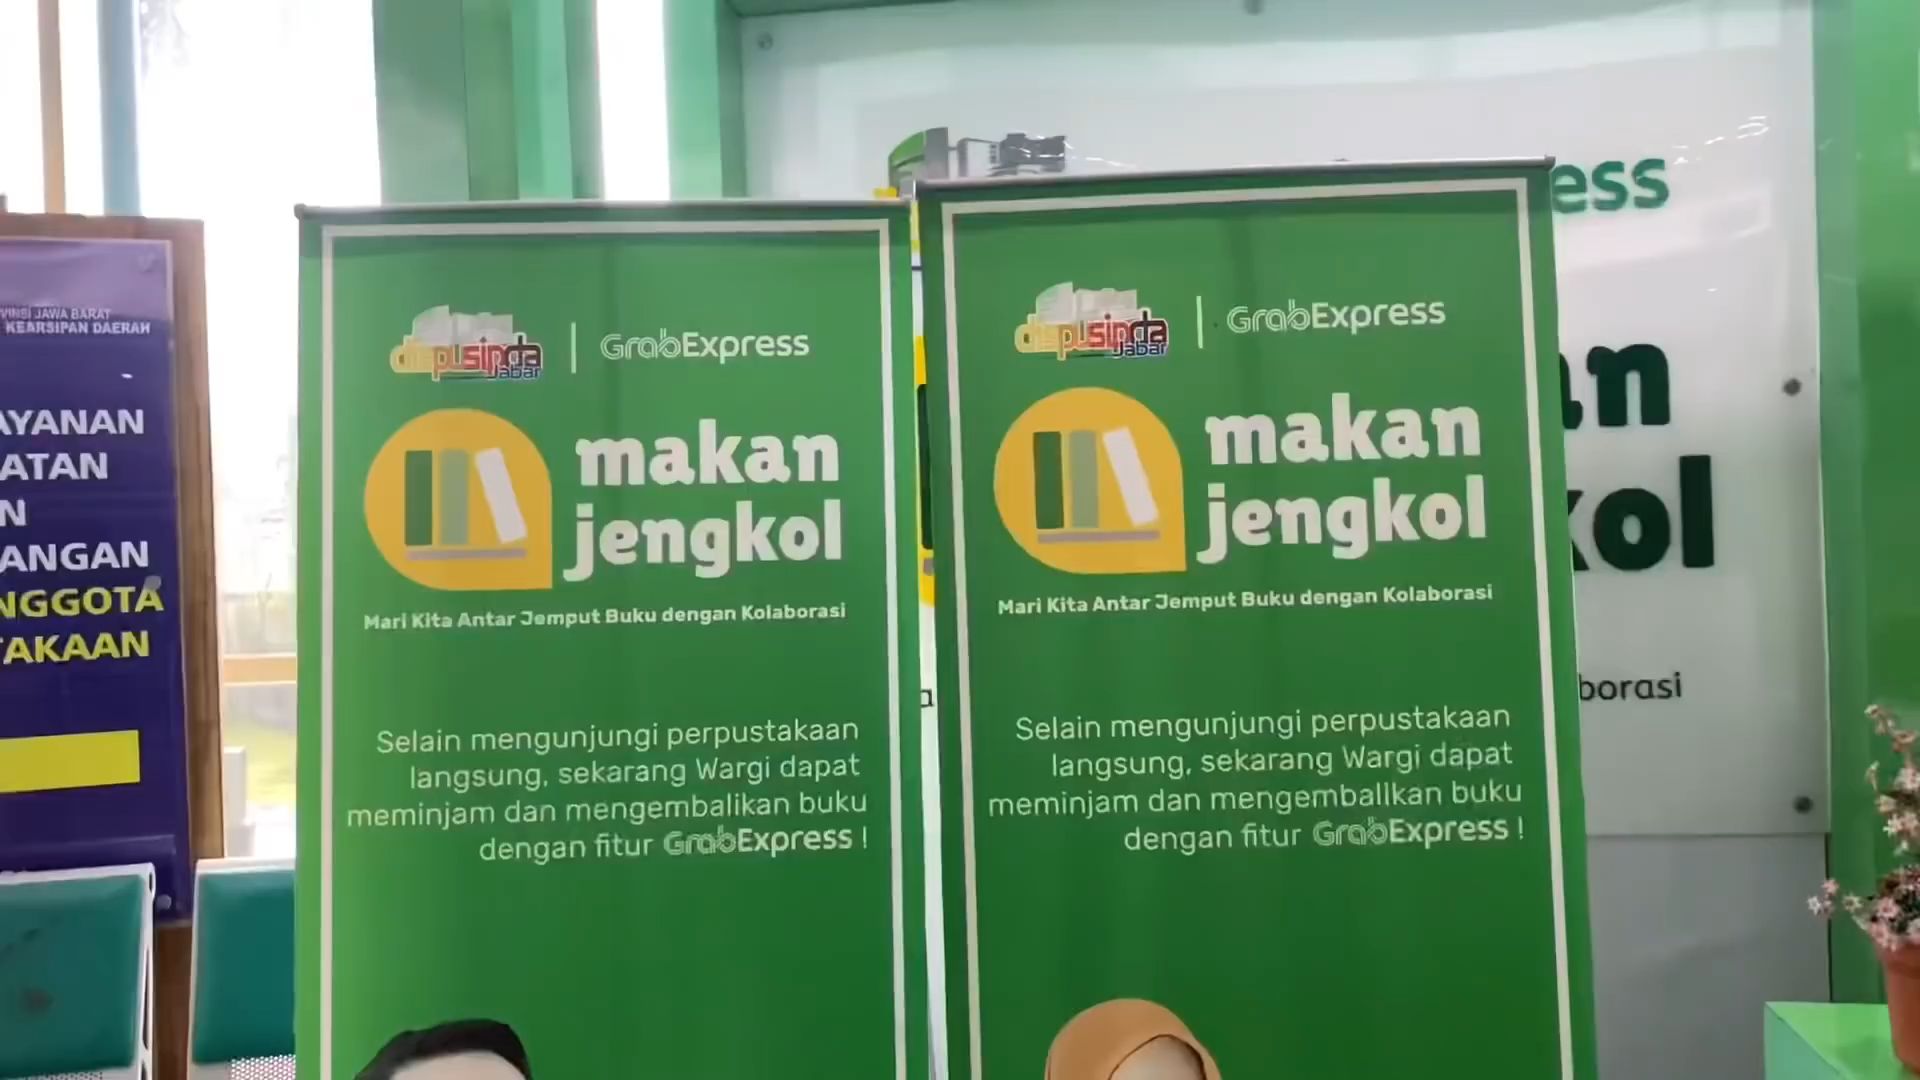 VINSI JAWA BARAT
KEARSIPAN DAERAH
AYANAN
ATAN
N
ANGAN
NGGOTA
TAKAAN
dispusipda
Jabar
GrabExpress
makan
jengkol
Mari Kita Antar Jemput Buku dengan Kolaborasi
Selain mengunjungi perpustakaan
langsung, sekarang Wargi dapat
meminjam dan mengembalikan buku
dengan fitur GrabExpress !
dispusipda
Jabar
GrabExpress
makan
jengkol
Mari Kita Antar Jemput Buku dengan Kolaborasi
Selain mengunjungi perpustakaan
langsung, sekarang Wargi dapat
meminjam dan mengembalikan buku
dengan fitur GrabExpress !
ess
an
kol
a
borasi